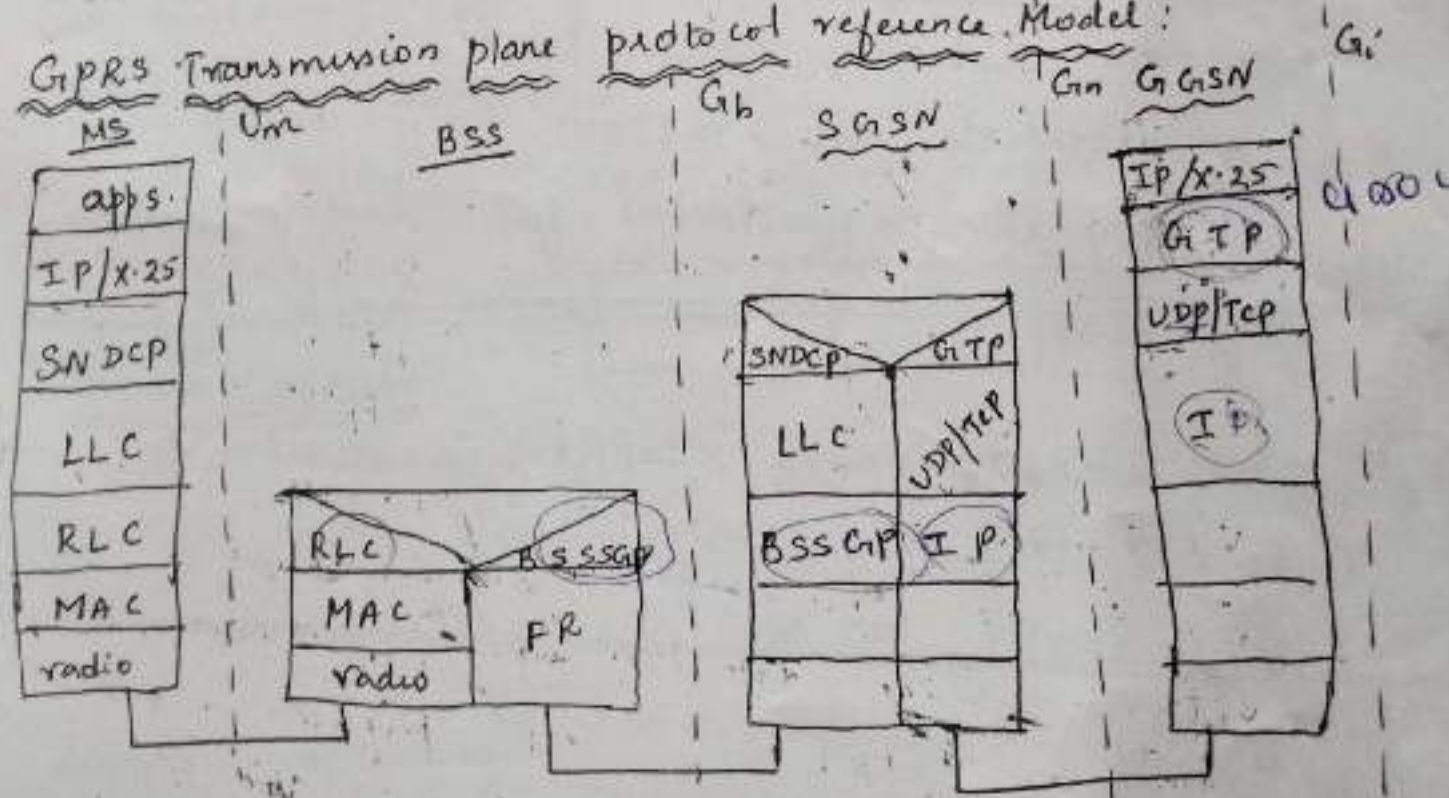 GPRS Transmission plane protocol reference Model:
MS
Um
BSS
Gb
SGSN
Gn
GGSN
Gi
apps.
IP/X.25
SNDCP
LLC
RLC
MAC
radio
RLC
BSSSGP
MAC
FR
radio
SNDCP
GTP
LLC
UDP/TCP
BSSGP
IP
IP/X.25
GTP
UDP/TCP
IP